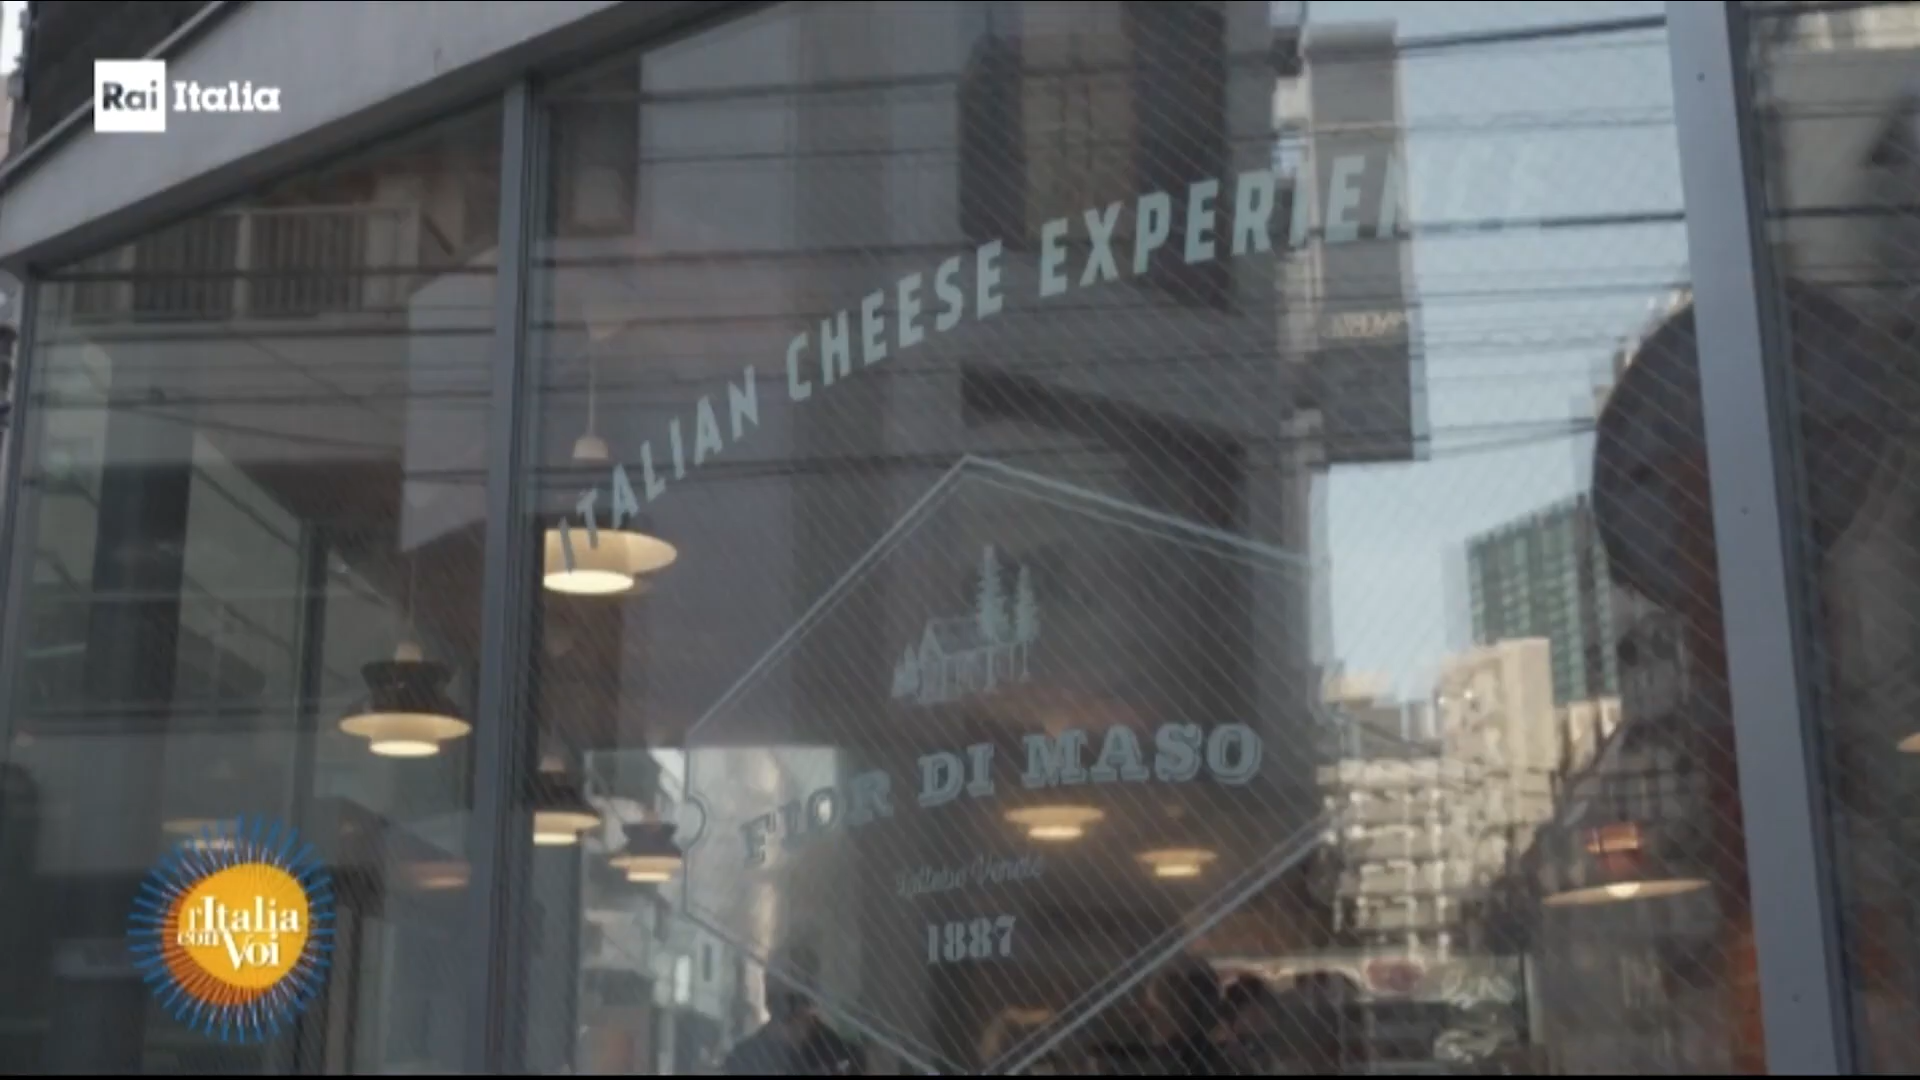 Rai Italia
ITALIAN CHEESE EXPERIEN
FIOR DI MASO
1887
l'Italia
con Voi